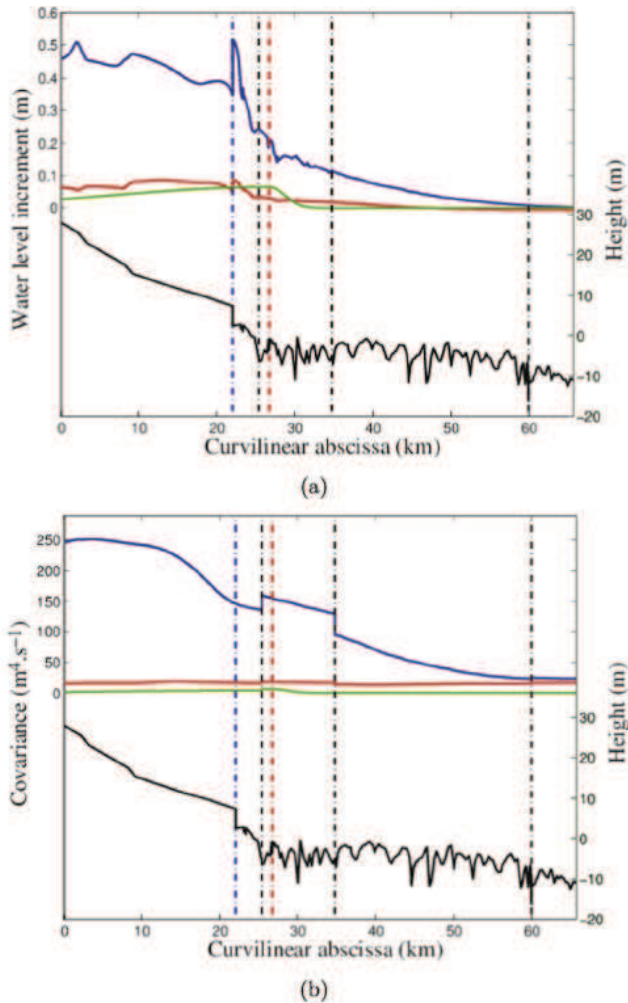 0.6
0.5
0.4
0.3
0.2
0.1
0
Water level increment (m)
30
20
10
0
-10
-20
Height (m)
0 10 20 30 40 50 60
Curvilinear abscissa (km)
(a)
250
200
150
100
50
0
Covariance (m⁴.s⁻¹)
30
20
10
0
-10
-20
Height (m)
0 10 20 30 40 50 60
Curvilinear abscissa (km)
(b)